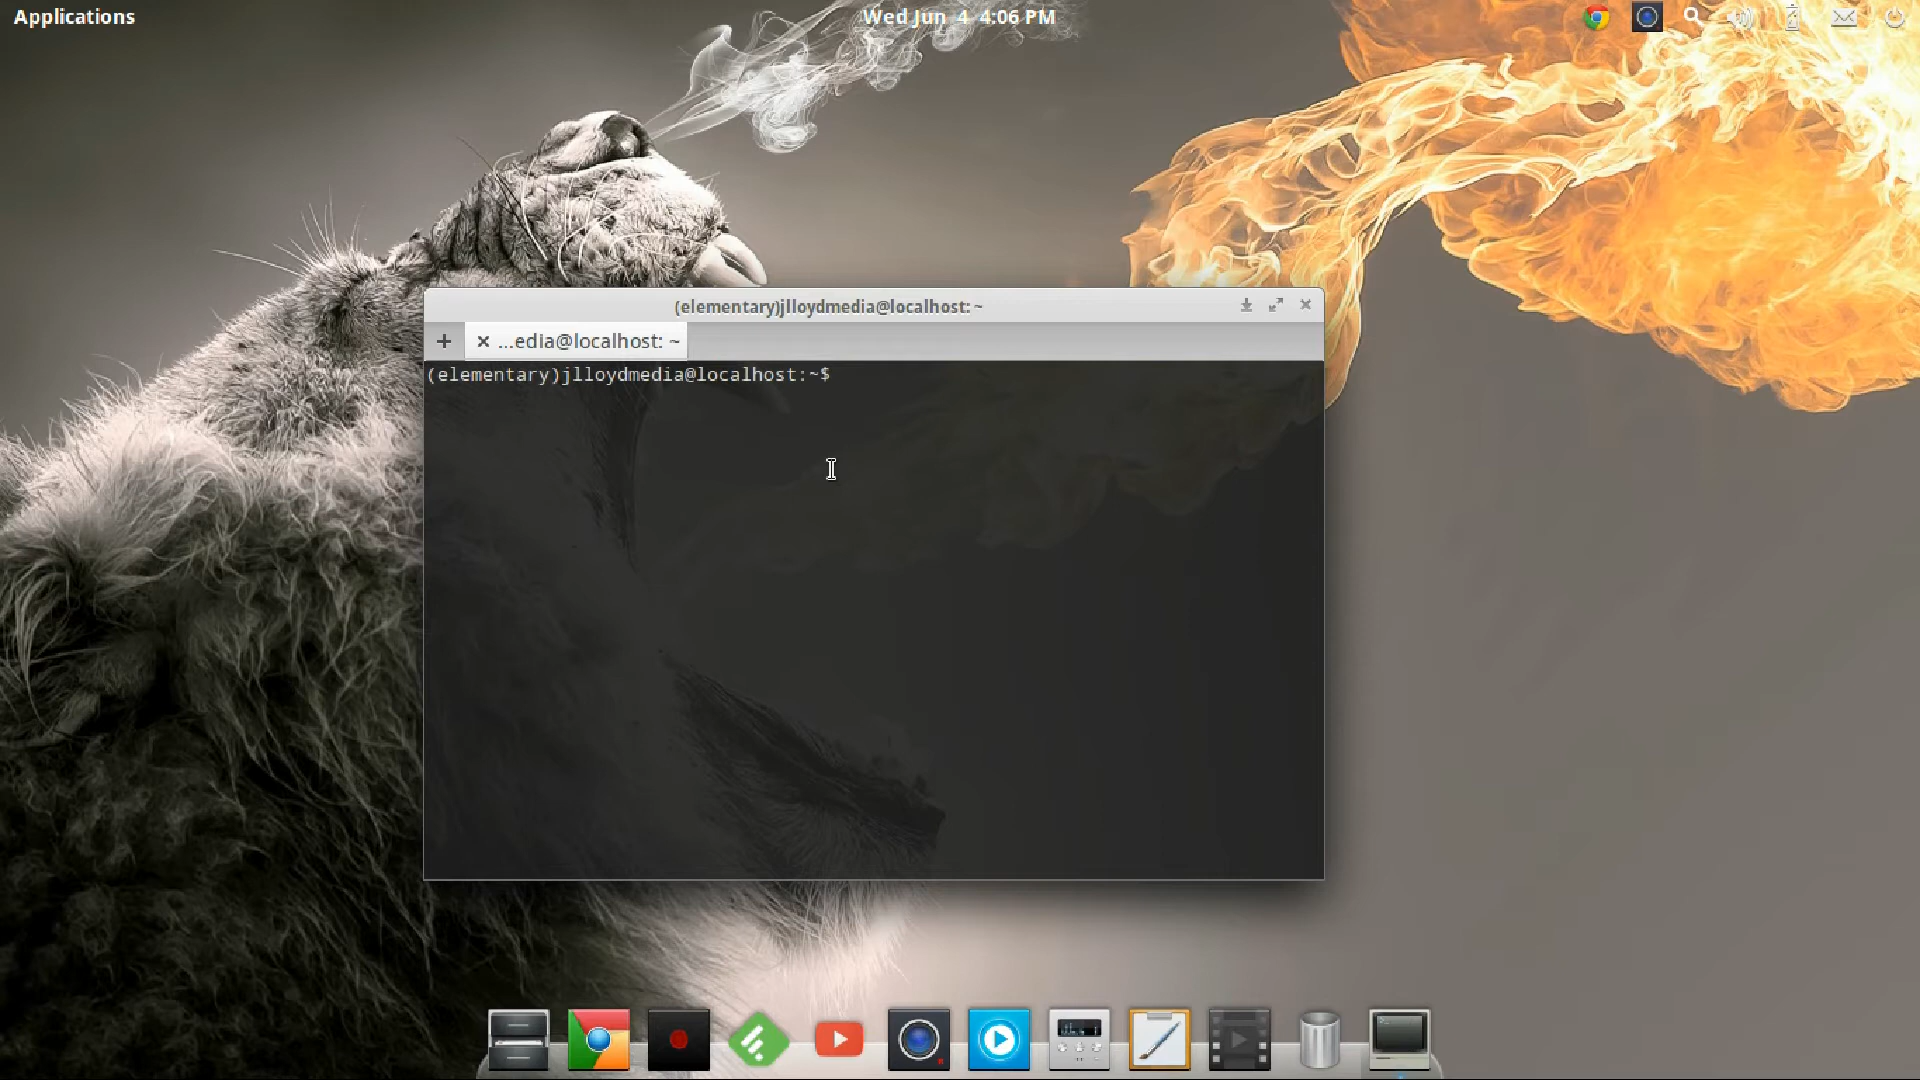 Applications
Wed Jun 4 4:06 PM
(elementary)jlloydmedia@localhost: ~
...edia@localhost: ~
(elementary)jlloydmedia@localhost:~$